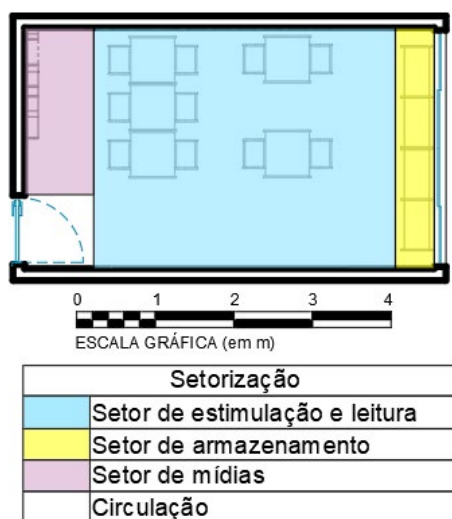 0 1 2 3 4
ESCALA GRÁFICA (em m)
Setorização
Setor de estimulação e leitura
Setor de armazenamento
Setor de mídias
Circulação